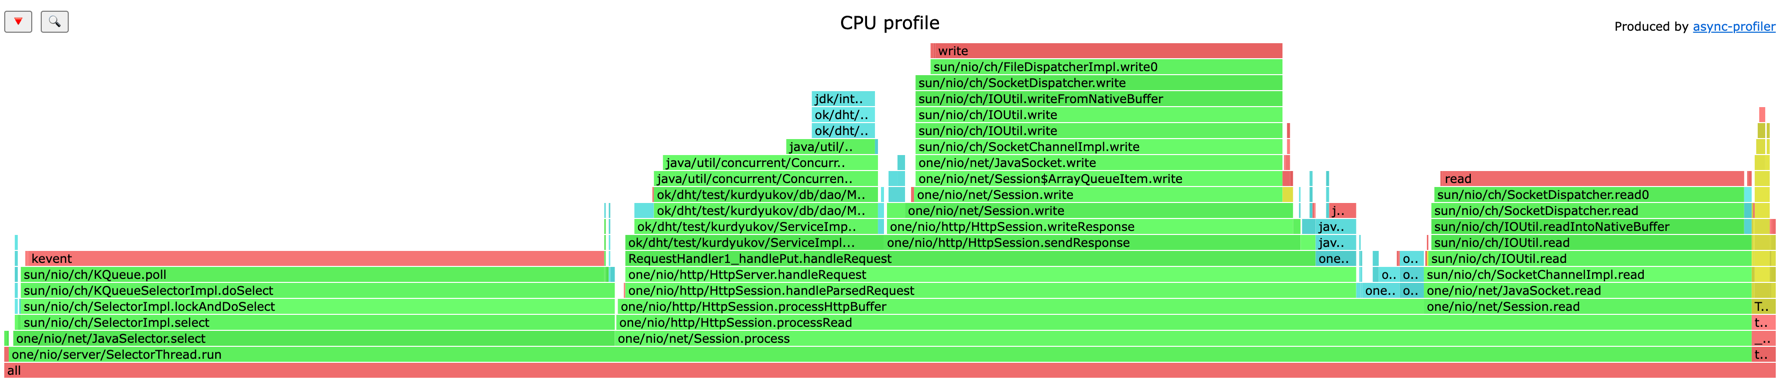 CPU profile
Produced by async-profiler
write
sun/nio/ch/FileDispatcherImpl.write0
sun/nio/ch/SocketDispatcher.write
jdk/int.. sun/nio/ch/IOUtil.writeFromNativeBuffer
ok/dht/.. sun/nio/ch/IOUtil.write
ok/dht/.. sun/nio/ch/IOUtil.write
java/util/.. sun/nio/ch/SocketChannelImpl.write
java/util/concurrent/Concurr.. one/nio/net/JavaSocket.write
java/util/concurrent/Concurren.. one/nio/net/Session$ArrayQueueItem.write read
ok/dht/test/kurdyukov/db/dao/M.. one/nio/net/Session.write sun/nio/ch/SocketDispatcher.read0
ok/dht/test/kurdyukov/db/dao/M.. one/nio/net/Session.write j.. sun/nio/ch/SocketDispatcher.read
ok/dht/test/kurdyukov/ServiceImp.. one/nio/http/HttpSession.writeResponse jav.. sun/nio/ch/IOUtil.readIntoNativeBuffer
ok/dht/test/kurdyukov/ServiceImpl... one/nio/http/HttpSession.sendResponse jav.. sun/nio/ch/IOUtil.read
kevent RequestHandler1_handlePut.handleRequest one.. o.. sun/nio/ch/IOUtil.read
sun/nio/ch/KQueue.poll one/nio/http/HttpServer.handleRequest o.. o.. sun/nio/ch/SocketChannelImpl.read
sun/nio/ch/KQueueSelectorImpl.doSelect one/nio/http/HttpSession.handleParsedRequest one.. o.. one/nio/net/JavaSocket.read
sun/nio/ch/SelectorImpl.lockAndDoSelect one/nio/http/HttpSession.processHttpBuffer one/nio/net/Session.read T..
sun/nio/ch/SelectorImpl.select one/nio/http/HttpSession.processRead t..
one/nio/net/JavaSelector.select one/nio/net/Session.process _..
one/nio/server/SelectorThread.run t..
all